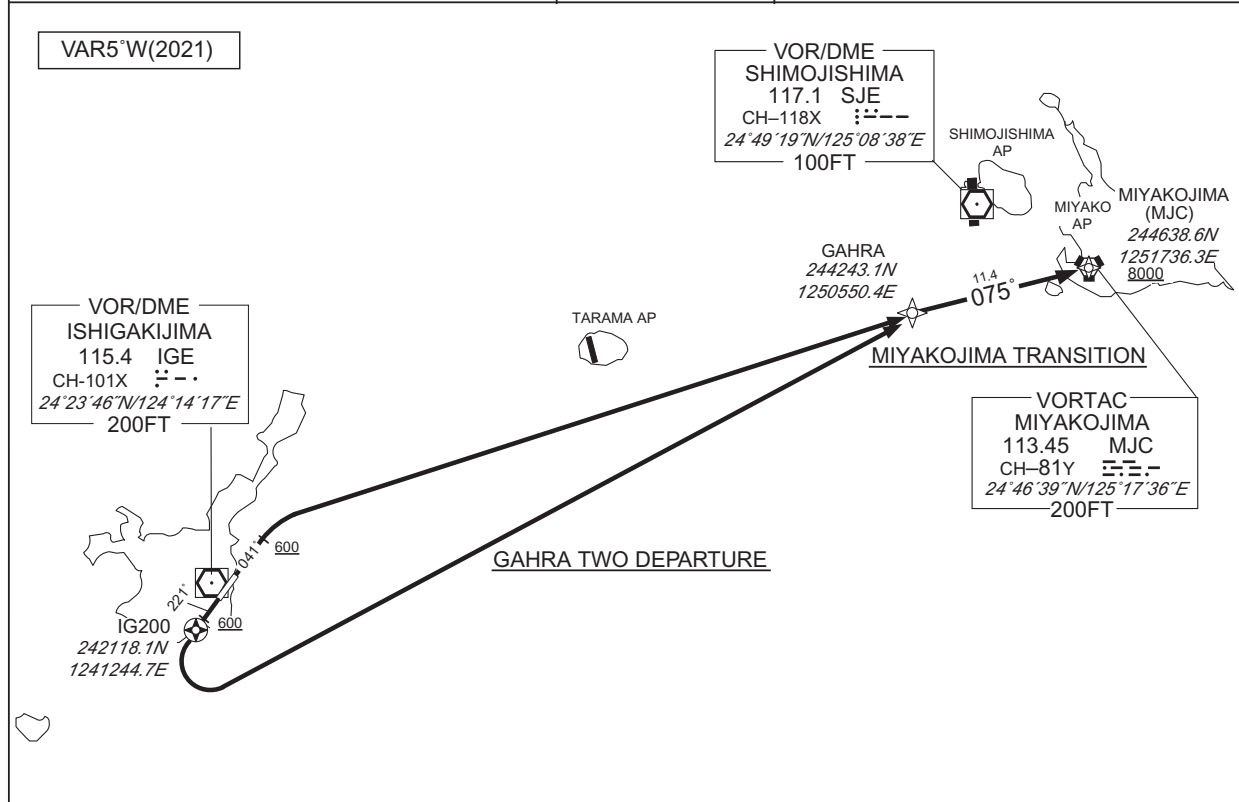 VAR5°W(2021)
VOR/DME
SHIMOJISHIMA
117.1 SJE
CH–118X
24°49´19˝N/125°08´38˝E
100FT
SHIMOJISHIMA
AP
MIYAKO
AP
MIYAKOJIMA
(MJC)
244638.6N
1251736.3E
8000
GAHRA
244243.1N
1250550.4E
11.4
075°
MIYAKOJIMA TRANSITION
TARAMA AP
VOR/DME
ISHIGAKIJIMA
115.4 IGE
CH-101X
24°23´46˝N/124°14´17˝E
200FT
VORTAC
MIYAKOJIMA
113.45 MJC
CH–81Y
24°46´39˝N/125°17´36˝E
200FT
600
041°
GAHRA TWO DEPARTURE
221°
600
IG200
242118.1N
1241244.7E